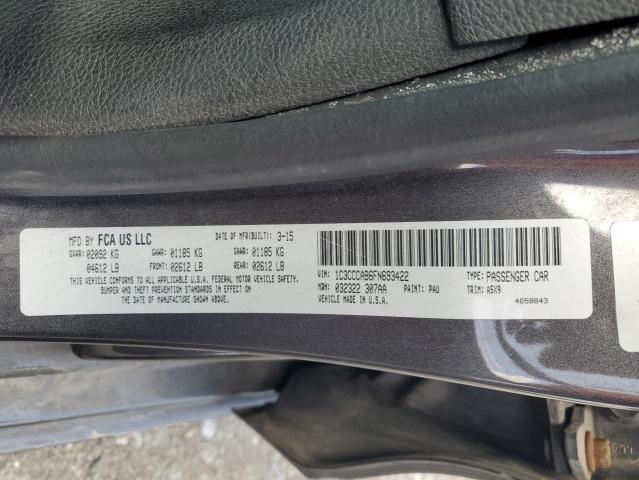 MFD BY FCA US LLC DATE OF MFR(BUILT): 3-15
GVWR: 02092 KG GAWR: 01185 KG GAWR: 01185 KG
04612 LB FRONT: 02612 LB REAR: 02612 LB
THIS VEHICLE CONFORMS TO ALL APPLICABLE U.S.A. FEDERAL MOTOR VEHICLE SAFETY,
BUMPER AND THEFT PREVENTION STANDARDS IN EFFECT ON
THE DATE OF MANUFACTURE SHOWN ABOVE.
VIN: 1C3CCCAB6FN693422 TYPE: PASSENGER CAR
MDH: 032322 307AA PAINT: PAU TRIM: A5X9
MADE IN U.S.A. 4658843